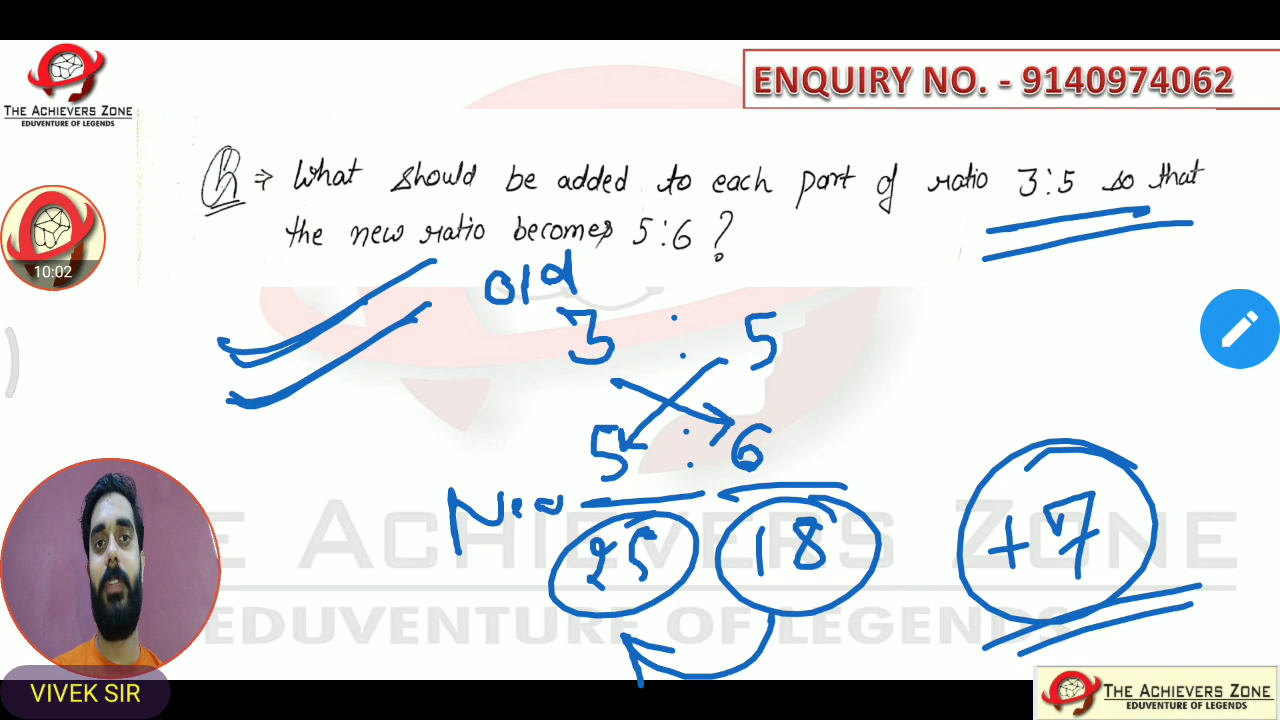 THE ACHIEVERS ZONE
EDUVENTURE OF LEGENDS
ENQUIRY NO. - 9140974062
Q ⇒ What should be added to each part of ratio 3:5 so that
the new ratio becomes 5:6?
10:02
old
3 : 5
5 : 6
New
25 18
+7
THE ACHIEVERS ZONE
EDUVENTURE OF LEGENDS
VIVEK SIR
THE ACHIEVERS ZONE
EDUVENTURE OF LEGENDS